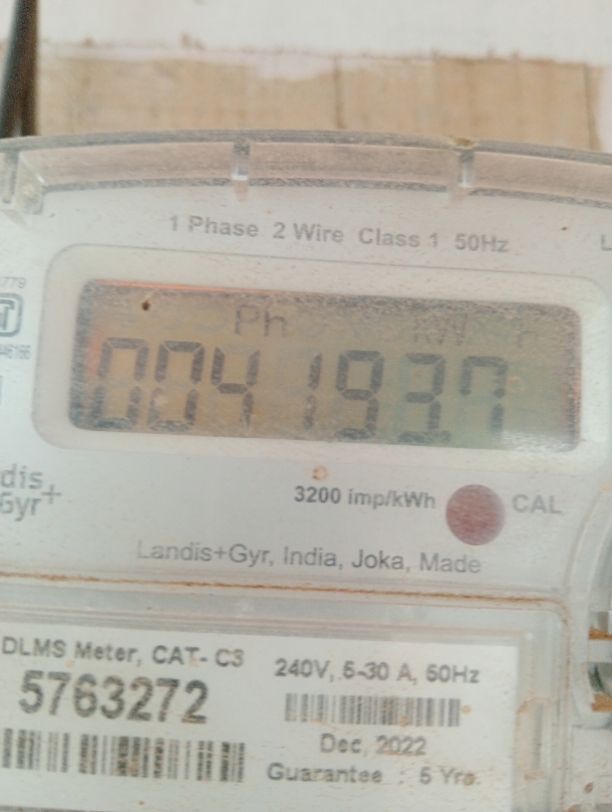 1 Phase 2 Wire Class 1 50Hz
Ph kW h
004193.7
3200 imp/kWh CAL
Landis+Gyr, India, Joka, Made
DLMS Meter, CAT- C3
5763272
240V, 5-30 A, 50Hz
Dec, 2022
Guarantee : 5 Yrs.